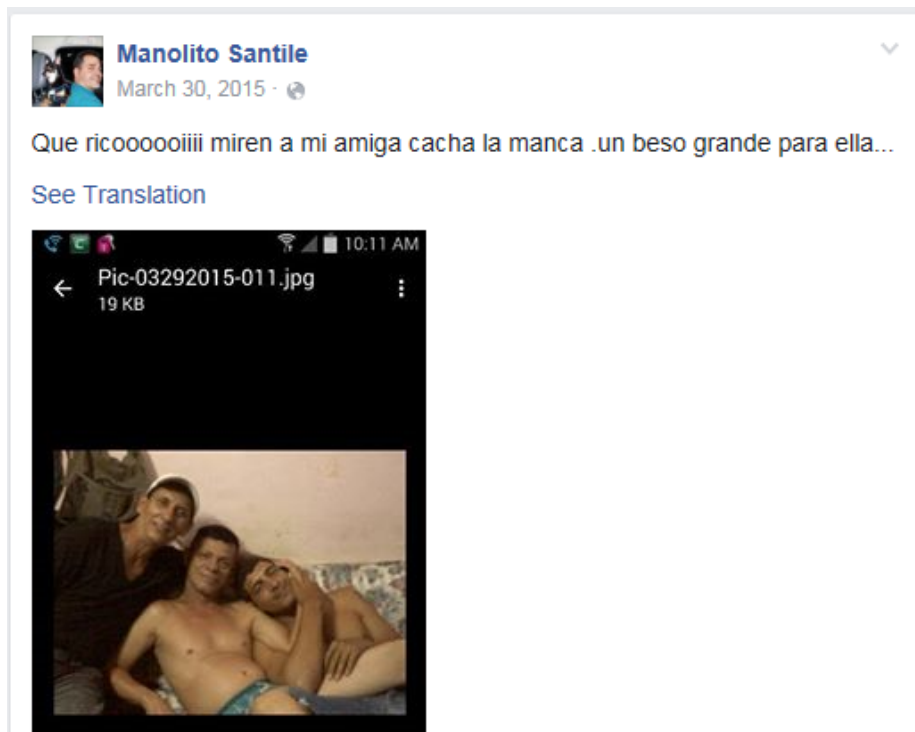 Manolito Santile
March 30, 2015 ·
Que ricoooooiiii miren a mi amiga cacha la manca .un beso grande para ella...
See Translation
10:11 AM
Pic-03292015-011.jpg
19 KB